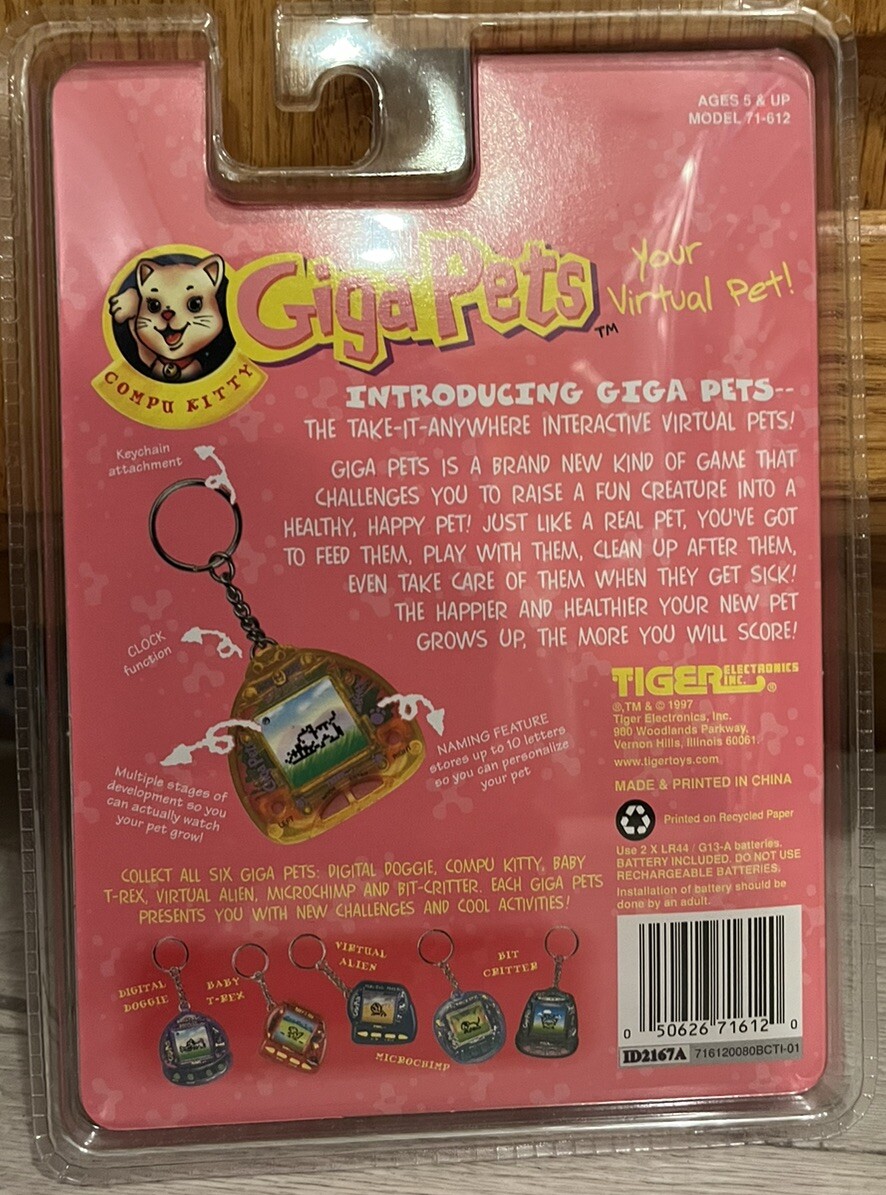 AGES 5 & UP
MODEL 71-612
Giga Pets
TM
Your
Virtual Pet!
COMPU KITTY
INTRODUCING GIGA PETS--
THE TAKE-IT-ANYWHERE INTERACTIVE VIRTUAL PETS!
GIGA PETS IS A BRAND NEW KIND OF GAME THAT
CHALLENGES YOU TO RAISE A FUN CREATURE INTO A
HEALTHY, HAPPY PET! JUST LIKE A REAL PET, YOU'VE GOT
TO FEED THEM, PLAY WITH THEM, CLEAN UP AFTER THEM,
EVEN TAKE CARE OF THEM WHEN THEY GET SICK!
THE HAPPIER AND HEALTHIER YOUR NEW PET
GROWS UP, THE MORE YOU WILL SCORE!
Keychain
attachment
CLOCK
function
Multiple stages of
development so you
can actually watch
your pet grow!
NAMING FEATURE
stores up to 10 letters
so you can personalize
your pet
TIGER ELECTRONICS
INC. ®
®,TM & © 1997
Tiger Electronics, Inc.
980 Woodlands Parkway,
Vernon Hills, Illinois 60061.
www.tigertoys.com
MADE & PRINTED IN CHINA
Printed on Recycled Paper
Use 2 X LR44 / G13-A batteries.
BATTERY INCLUDED. DO NOT USE
RECHARGEABLE BATTERIES.
Installation of battery should be
done by an adult.
COLLECT ALL SIX GIGA PETS: DIGITAL DOGGIE, COMPU KITTY, BABY
T-REX, VIRTUAL ALIEN, MICROCHIMP AND BIT-CRITTER. EACH GIGA PETS
PRESENTS YOU WITH NEW CHALLENGES AND COOL ACTIVITIES!
DIGITAL
DOGGIE
BABY
T-REX
VIRTUAL
ALIEN
MICROCHIMP
BIT
CRITTER
0 50626 71612 0
ID2167A 716120080BCTI-01